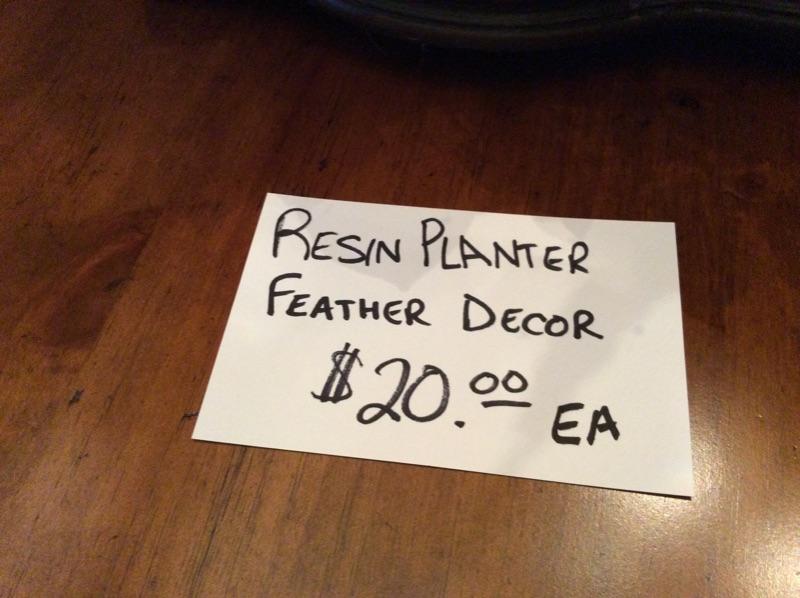 RESIN PLANTER
FEATHER DECOR
$20.00 EA